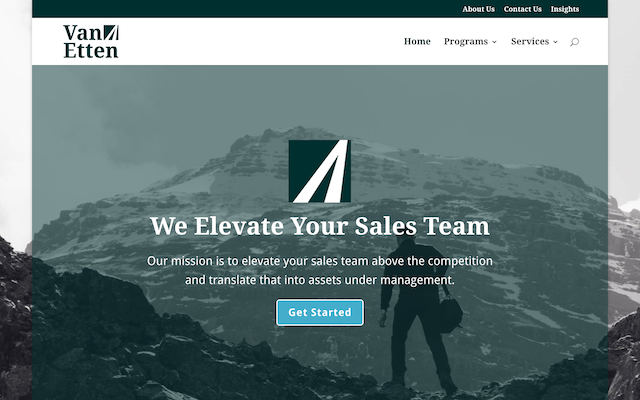 About Us Contact Us Insights
Van
Etten
Home Programs Services
We Elevate Your Sales Team
Our mission is to elevate your sales team above the competition
and translate that into assets under management.
Get Started